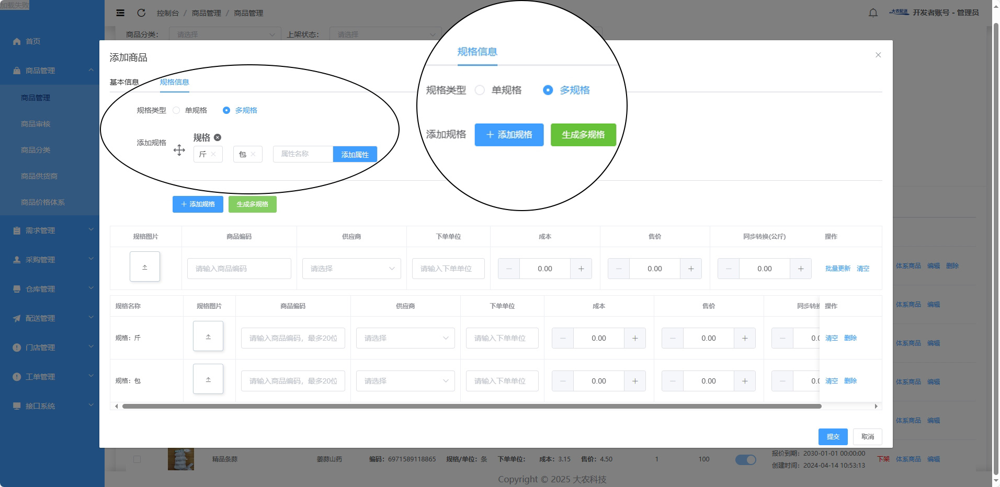 加载失败
控制台 / 商品管理 / 商品管理
大农配送 开发者账号 - 管理员
首页
商品管理
商品管理
商品审核
商品分类
商品供货商
商品价格体系
需求管理
采购管理
仓库管理
配送管理
门店管理
工单管理
接口系统
商品分类： 请选择 上架状态： 请选择
添加商品
基本信息 规格信息
规格类型 单规格 多规格
添加规格 规格
斤 包 属性名称 添加属性
添加规格 生成多规格
规格信息
规格类型 单规格 多规格
添加规格 添加规格 生成多规格
规格图片 商品编码 供应商 下单单位 成本 售价 同步转换(公斤) 操作
请输入商品编码 请选择 请输入下单单位 0.00 0.00 0.00 批量更新 清空
规格名称 规格图片 商品编码 供应商 下单单位 成本 售价 同步转换 操作
规格：斤 请输入商品编码，最多20位 请选择 请输入下单单位 0.00 0.00 0.0 清空 删除
规格：包 请输入商品编码，最多20位 请选择 请输入下单单位 0.00 0.00 0.0 清空 删除
提交 取消
体系商品 编辑 删除
体系商品 编辑
体系商品 编辑
体系商品 编辑
体系商品 编辑
精品条蒜 姜蒜山药 编码：6971589118865 规格/单位：条 下单单位： 成本：3.15 售价：4.50 1 100 报价到期：2030-01-01 00:00:00
创建时间：2024-04-14 10:53:13
下架 体系商品 编辑
Copyright © 2025 大农科技